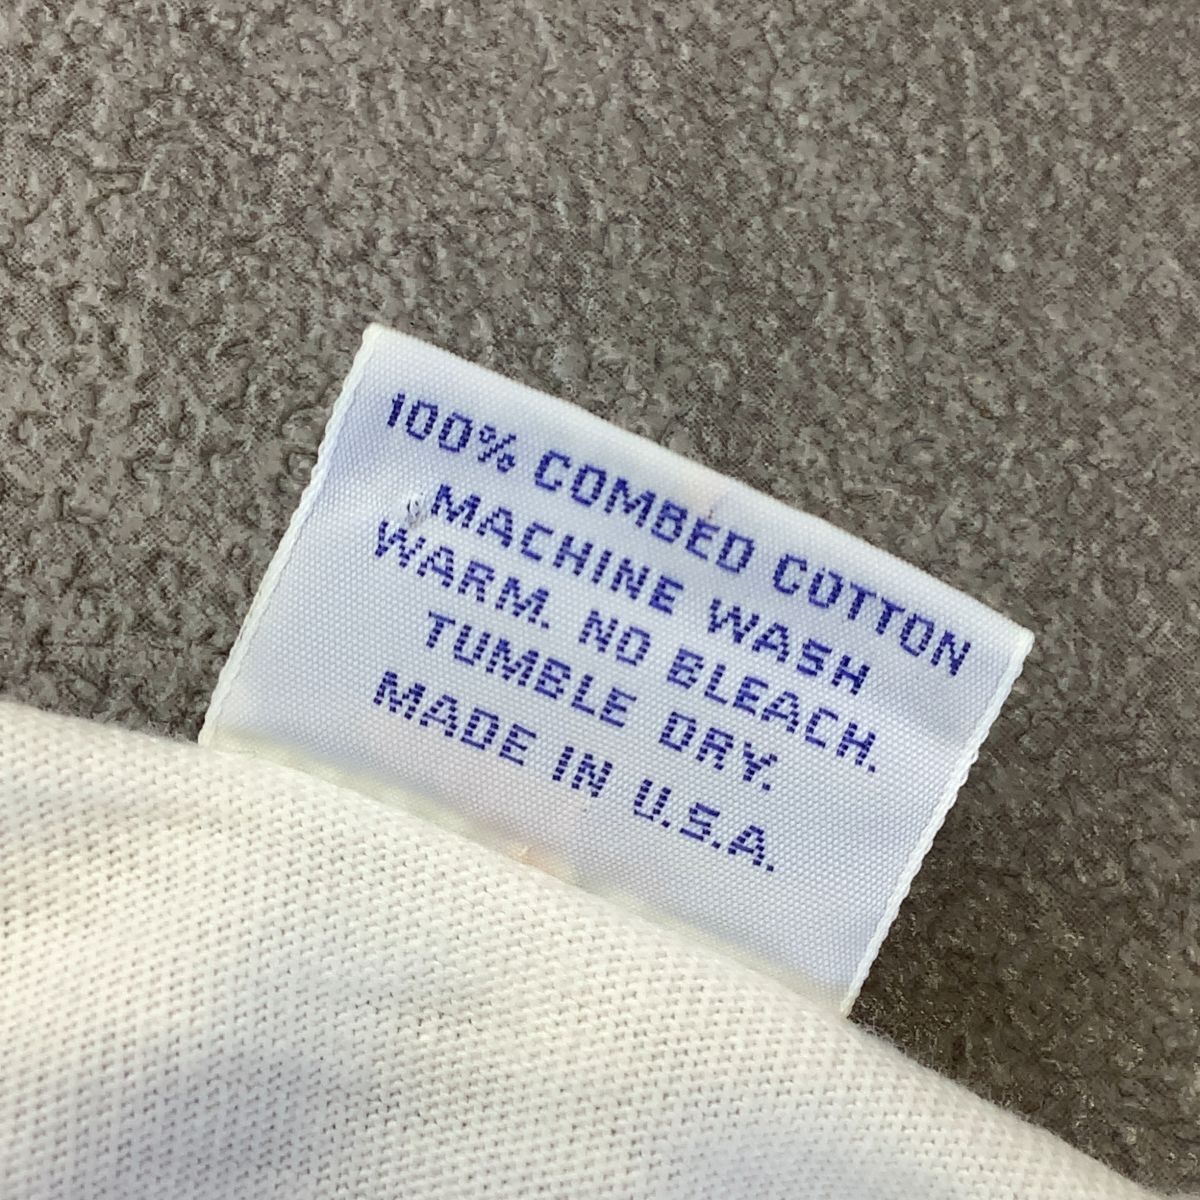 100% COMBED COTTON
MACHINE WASH
WARM. NO BLEACH.
TUMBLE DRY.
MADE IN U.S.A.